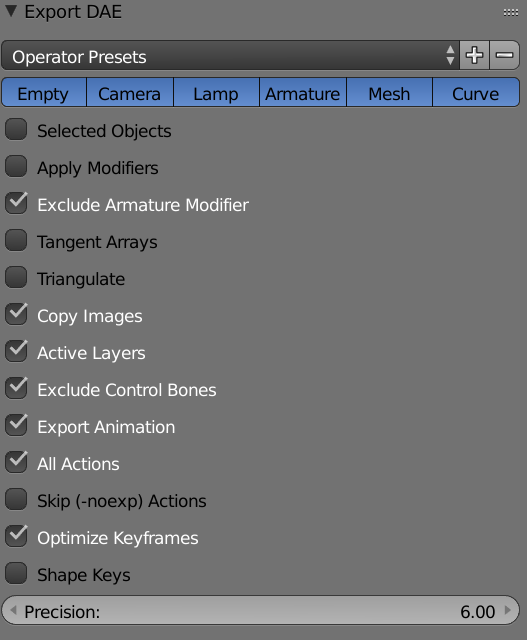 Export DAE
Operator Presets
Empty Camera Lamp Armature Mesh Curve
Selected Objects
Apply Modifiers
Exclude Armature Modifier
Tangent Arrays
Triangulate
Copy Images
Active Layers
Exclude Control Bones
Export Animation
All Actions
Skip (-noexp) Actions
Optimize Keyframes
Shape Keys
Precision: 6.00